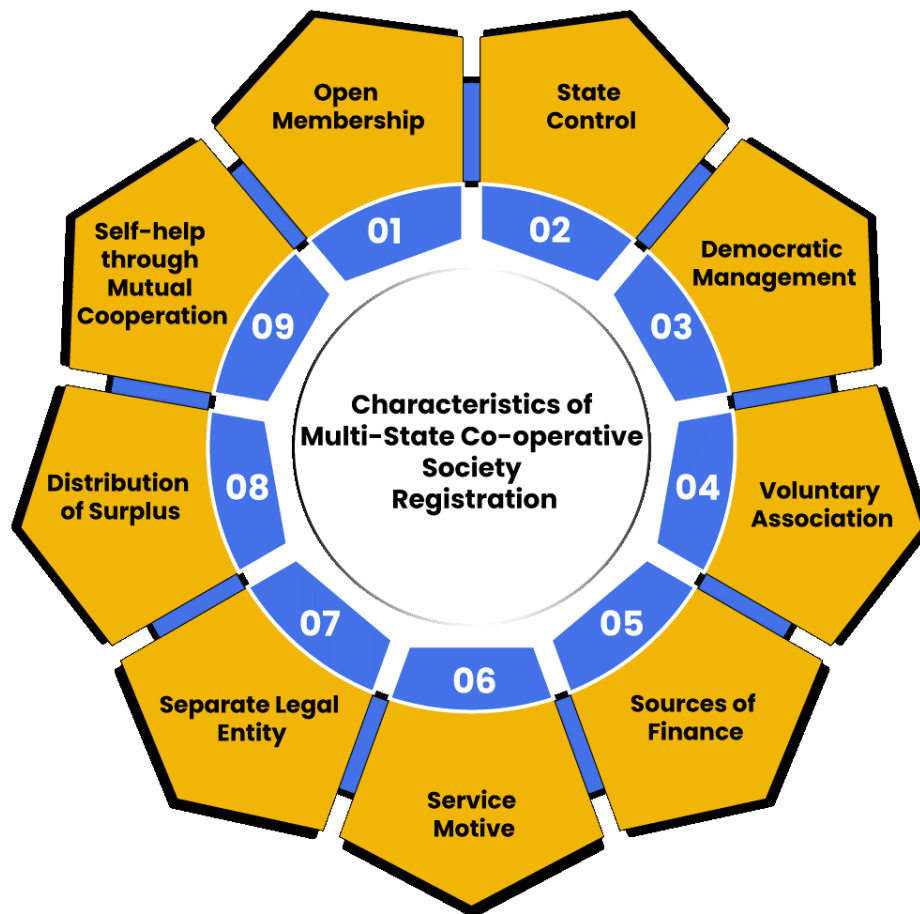 Characteristics of
Multi-State Co-operative
Society
Registration
01
Open
Membership
02
State
Control
03
Democratic
Management
04
Voluntary
Association
05
Sources of
Finance
06
Service
Motive
07
Separate Legal
Entity
08
Distribution
of Surplus
09
Self-help
through
Mutual
Cooperation